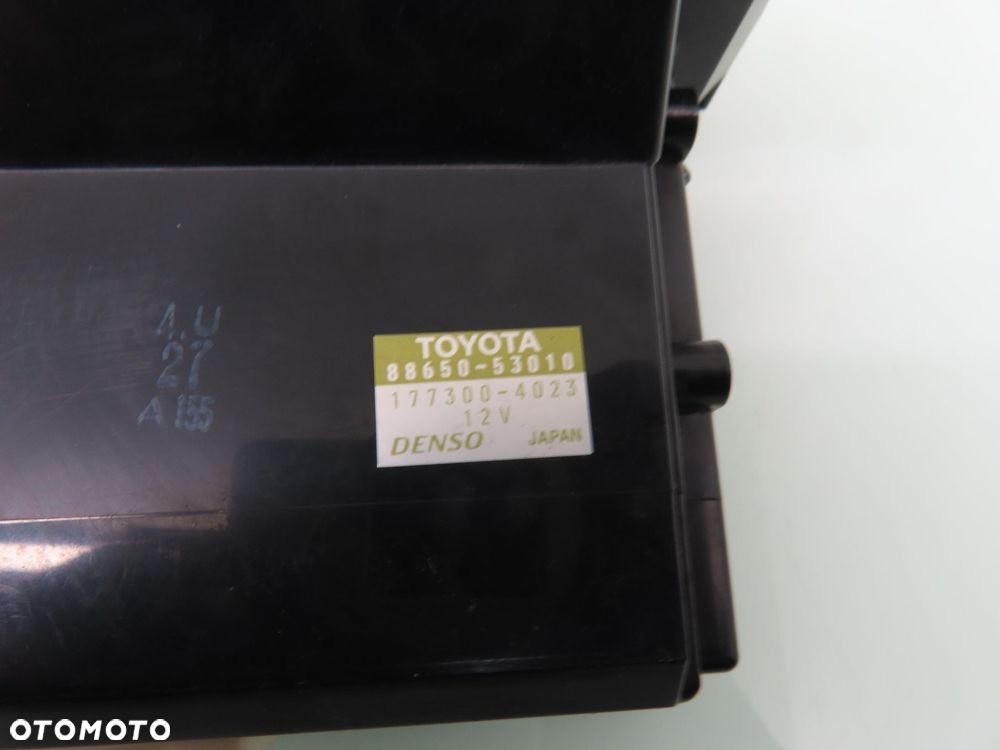 4.U
27
A 155
TOYOTA
88650-53010
177300-4023
12V
DENSO JAPAN
OTOMOTO